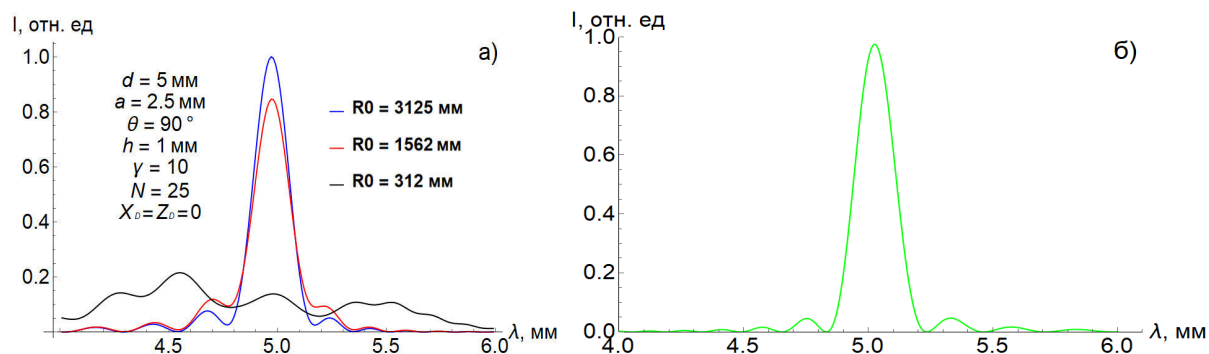 I, отн. ед
а)
d = 5 мм
a = 2.5 мм
θ = 90 °
h = 1 мм
γ = 10
N = 25
X_D = Z_D = 0
R0 = 3125 мм
R0 = 1562 мм
R0 = 312 мм
1.0
0.8
0.6
0.4
0.2
4.5 5.0 5.5 6.0
λ, мм
I, отн. ед
б)
1.0
0.8
0.6
0.4
0.2
0.0
4.0 4.5 5.0 5.5 6.0
λ, мм